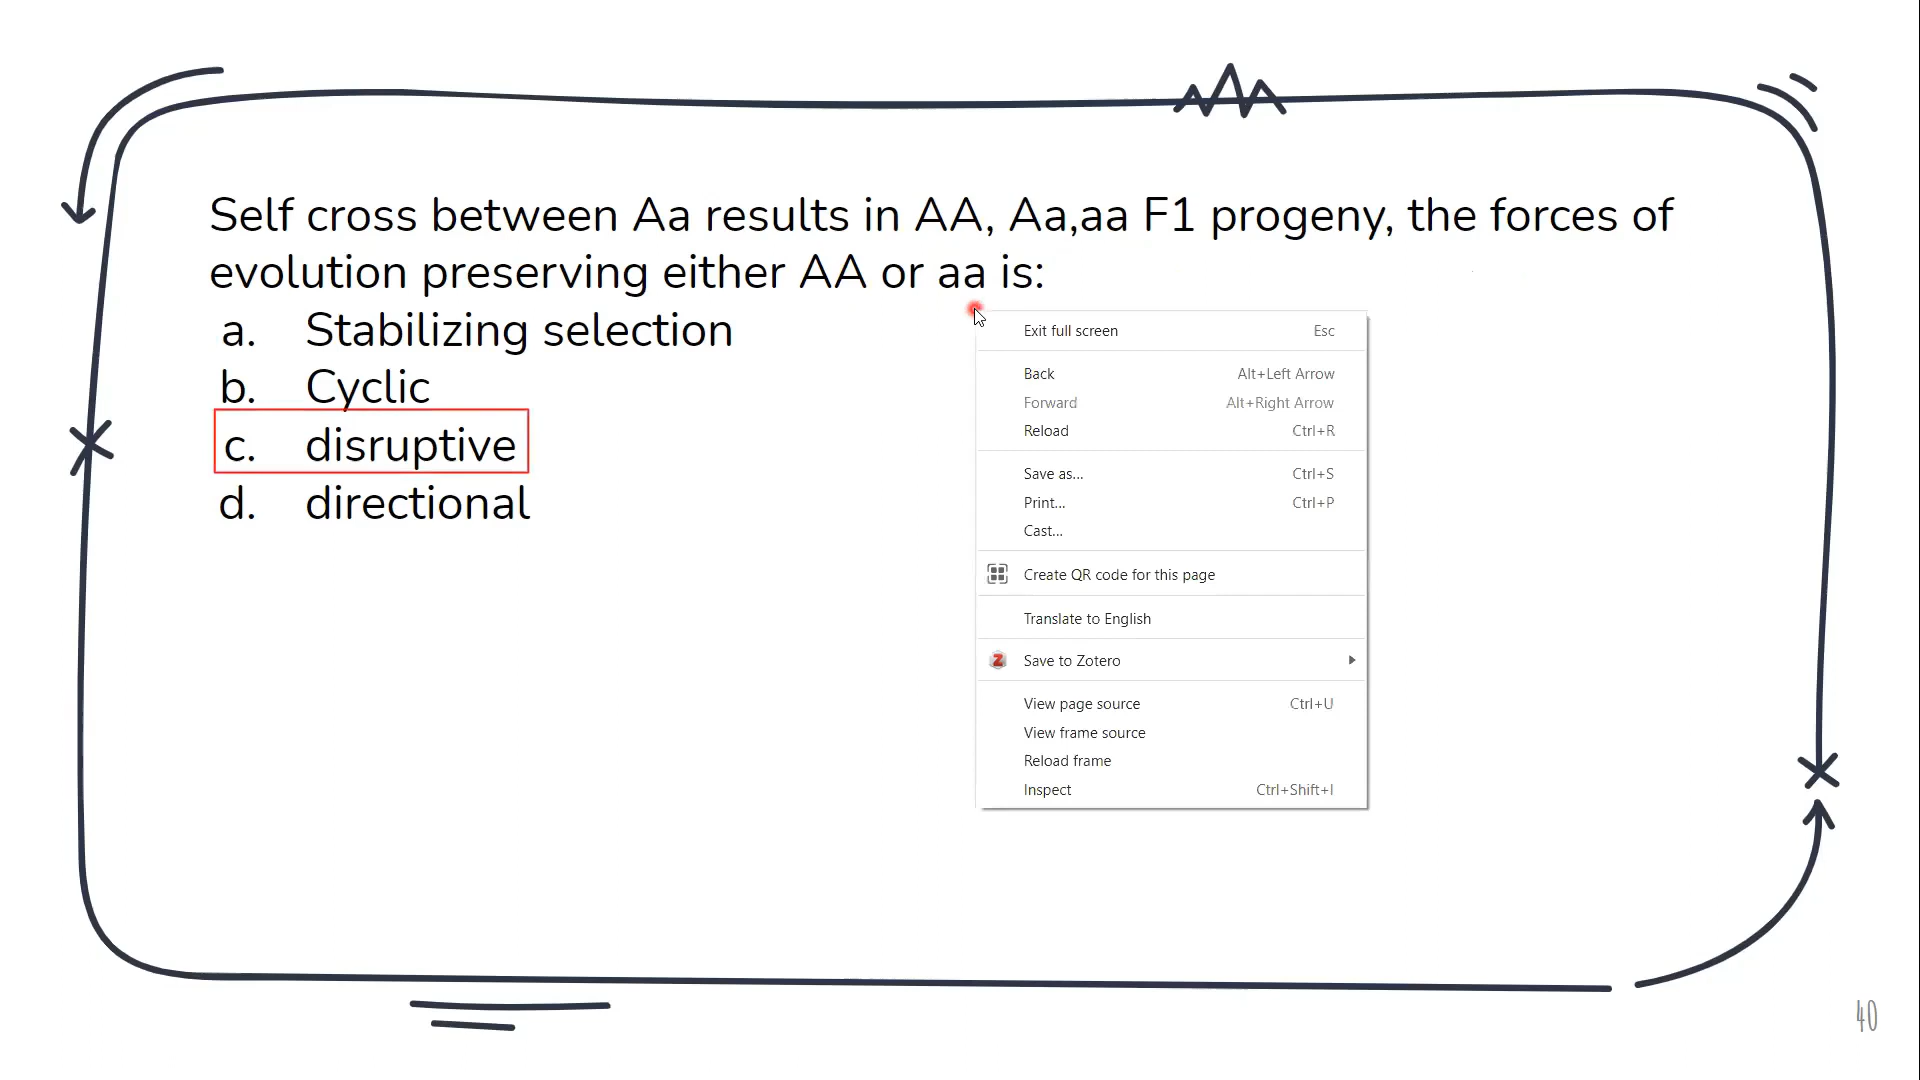 Self cross between Aa results in AA, Aa,aa F1 progeny, the forces of
evolution preserving either AA or aa is:
a. Stabilizing selection
b. Cyclic
c. disruptive
d. directional
Exit full screen Esc
Back Alt+Left Arrow
Forward Alt+Right Arrow
Reload Ctrl+R
Save as... Ctrl+S
Print... Ctrl+P
Cast...
Create QR code for this page
Translate to English
Save to Zotero
View page source Ctrl+U
View frame source
Reload frame
Inspect Ctrl+Shift+I
40